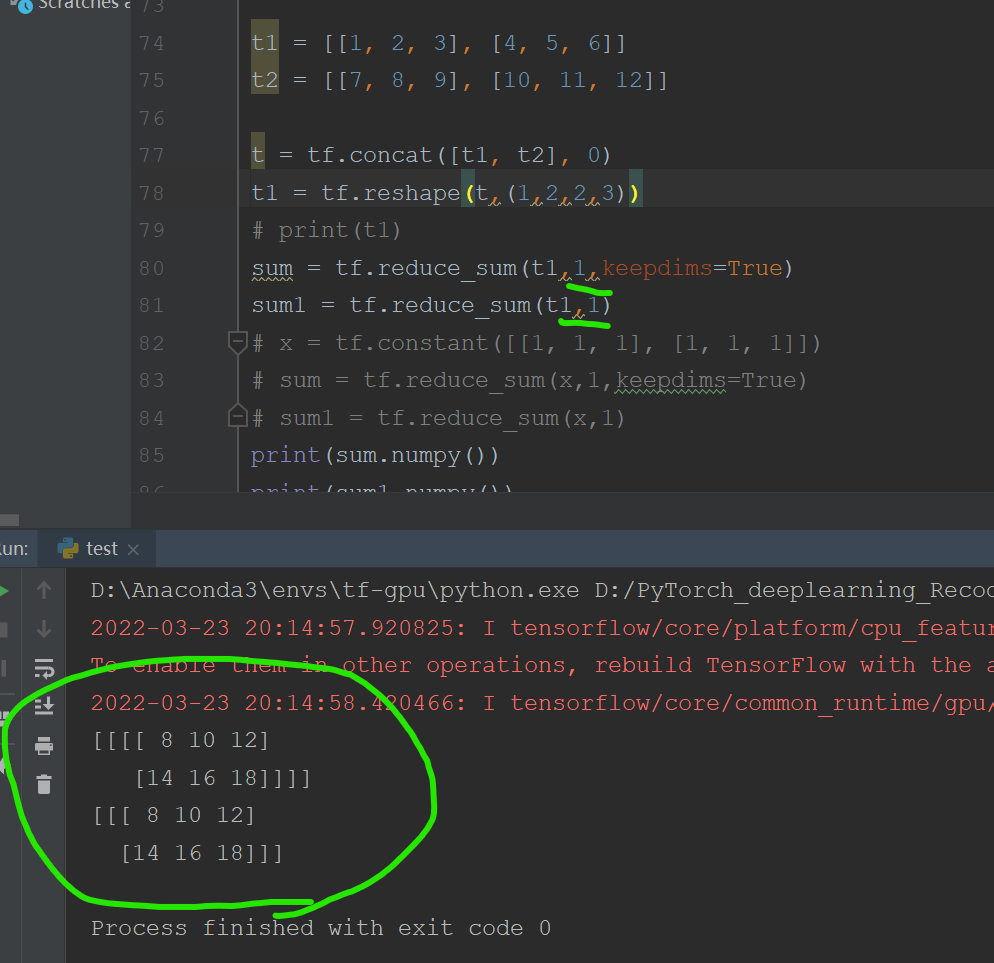 Scratches a
73
74 t1 = [[1, 2, 3], [4, 5, 6]]
75 t2 = [[7, 8, 9], [10, 11, 12]]
76
77 t = tf.concat([t1, t2], 0)
78 t1 = tf.reshape(t,(1,2,2,3))
79 # print(t1)
80 sum = tf.reduce_sum(t1,1,keepdims=True)
81 sum1 = tf.reduce_sum(t1,1)
82 # x = tf.constant([[1, 1, 1], [1, 1, 1]])
83 # sum = tf.reduce_sum(x,1,keepdims=True)
84 # sum1 = tf.reduce_sum(x,1)
85 print(sum.numpy())
86 print(sum1.numpy())
un: test
D:\Anaconda3\envs\tf-gpu\python.exe D:/PyTorch_deeplearning_Reco
2022-03-23 20:14:57.920825: I tensorflow/core/platform/cpu_featur
To enable them in other operations, rebuild TensorFlow with the a
2022-03-23 20:14:58.420466: I tensorflow/core/common_runtime/gpu/
[[[[ 8 10 12]
[14 16 18]]]]
[[[ 8 10 12]
[14 16 18]]]
Process finished with exit code 0